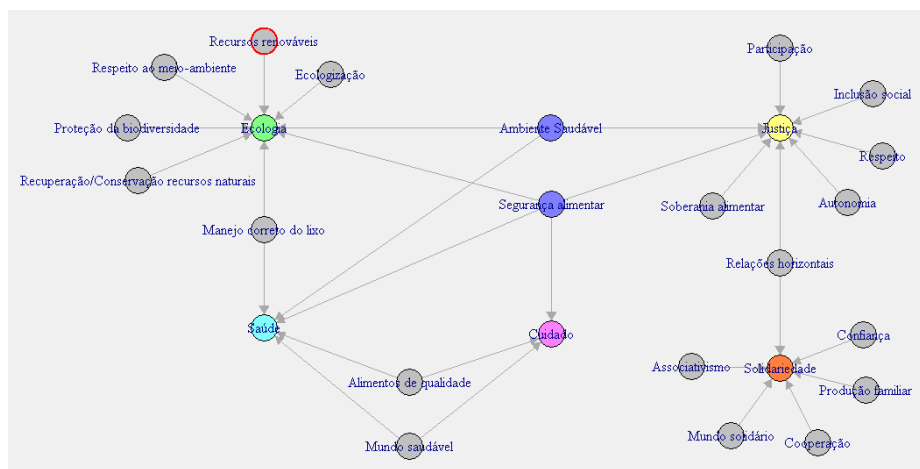 Recursos renováveis
Participação
Respeito ao meio-ambiente
Ecologização
Inclusão social
Proteção da biodiversidade
Ecologia
Ambiente Saudável
Justiça
Respeito
Recuperação/Conservação recursos naturais
Segurança alimentar
Soberania alimentar
Autonomia
Manejo correto do lixo
Relações horizontais
Saúde
Cuidado
Confiança
Associativismo
Solidariedade
Alimentos de qualidade
Produção familiar
Mundo solidário
Cooperação
Mundo saudável